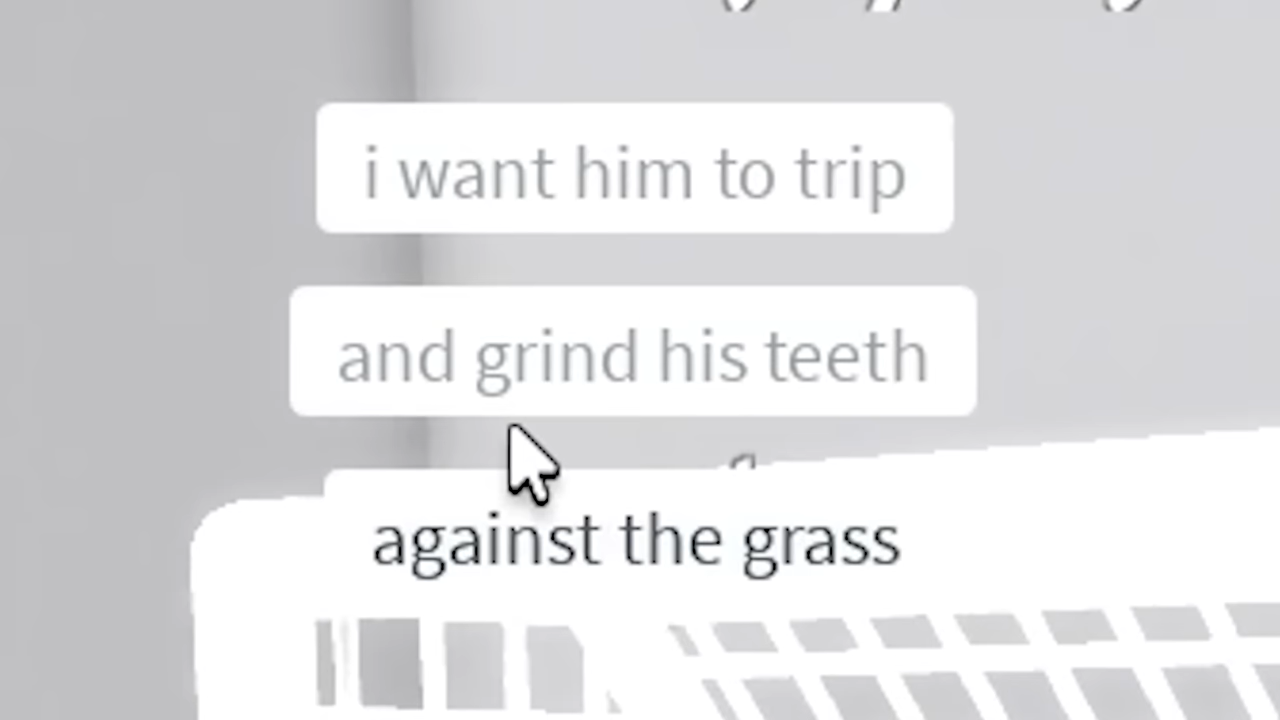 i want him to trip
and grind his teeth
against the grass